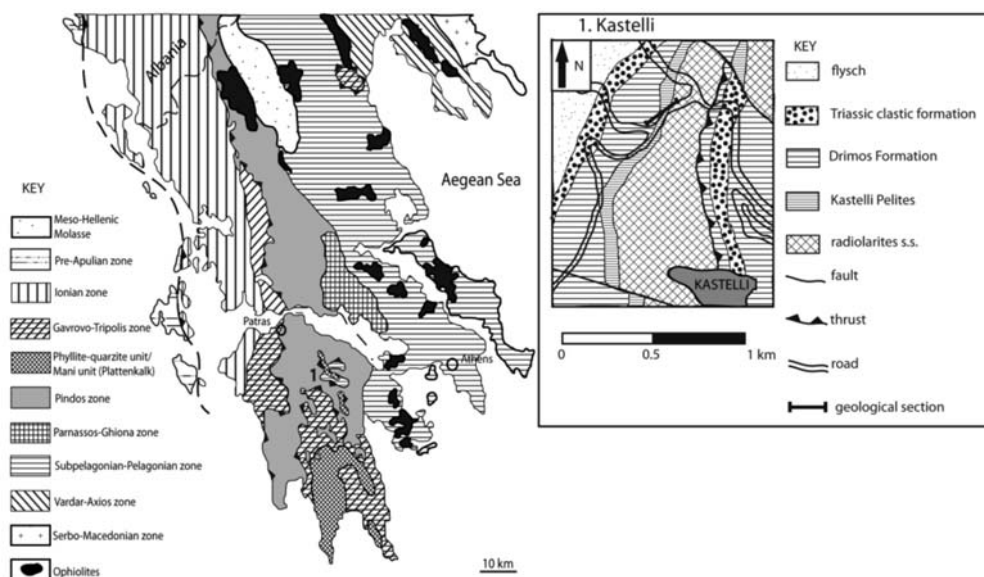 Albania
Aegean Sea
Patras
Athens
1
10 km
KEY
Meso-Hellenic
Molasse
Pre-Apulian zone
Ionian zone
Gavrovo-Tripolis zone
Phyllite-quarzite unit/
Mani unit (Plattenkalk)
Pindos zone
Parnassos-Ghiona zone
Subpelagonian-Pelagonian zone
Vardar-Axios zone
Serbo-Macedonian zone
Ophiolites
1. Kastelli
N
KASTELLI
0
0.5
1 km
KEY
flysch
Triassic clastic formation
Drimos Formation
Kastelli Pelites
radiolarites s.s.
fault
thrust
road
geological section